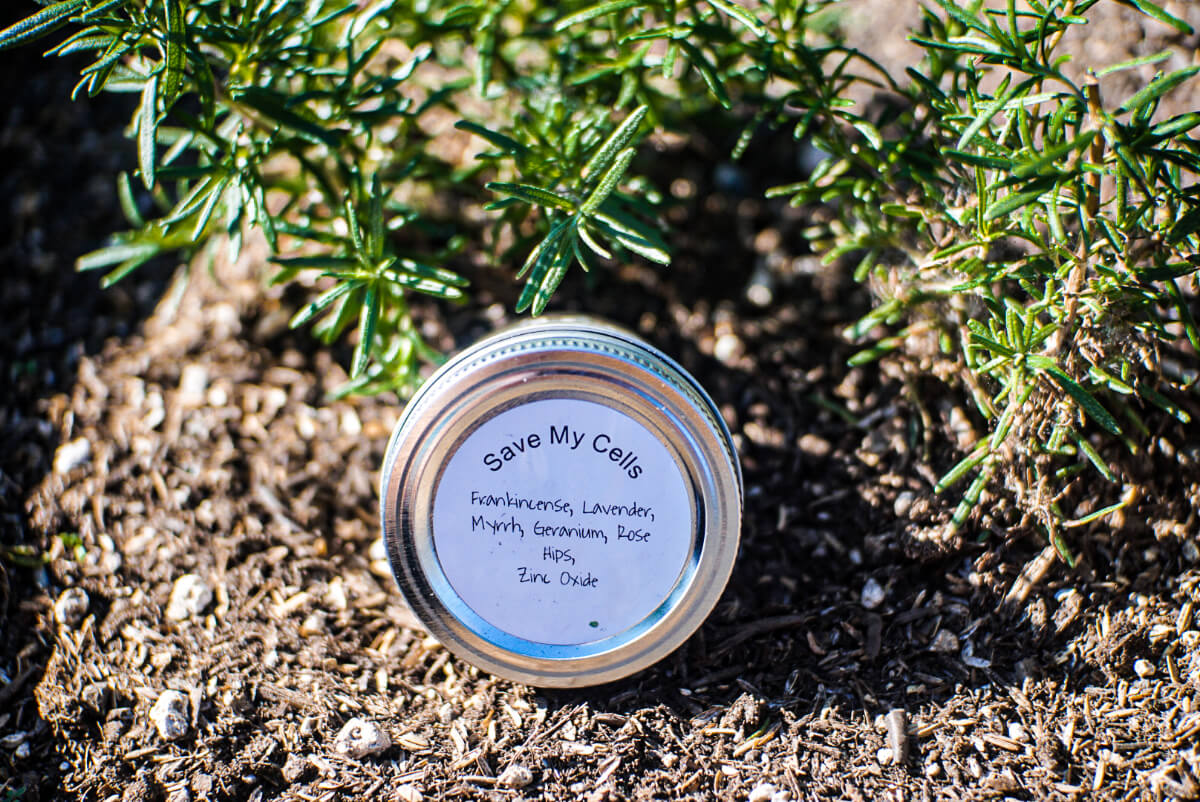 Save My Cells
Frankincense, Lavender,
Myrrh, Geranium, Rose
Hips,
Zinc Oxide